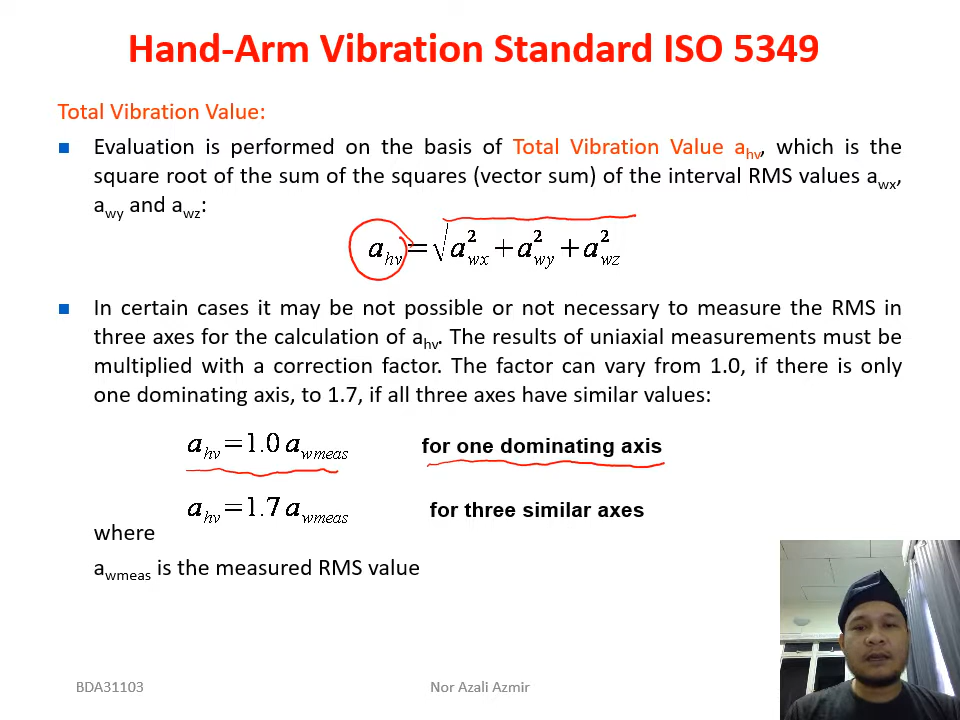 Hand-Arm Vibration Standard ISO 5349
Total Vibration Value:
Evaluation is performed on the basis of Total Vibration Value ahv, which is the
square root of the sum of the squares (vector sum) of the interval RMS values awx,
awy and awz:
ahv = √a²wx + a²wy + a²wz
In certain cases it may be not possible or not necessary to measure the RMS in
three axes for the calculation of ahv. The results of uniaxial measurements must be
multiplied with a correction factor. The factor can vary from 1.0, if there is only
one dominating axis, to 1.7, if all three axes have similar values:
ahv = 1.0 awmeas for one dominating axis
ahv = 1.7 awmeas for three similar axes
where
awmeas is the measured RMS value
BDA31103 Nor Azali Azmir